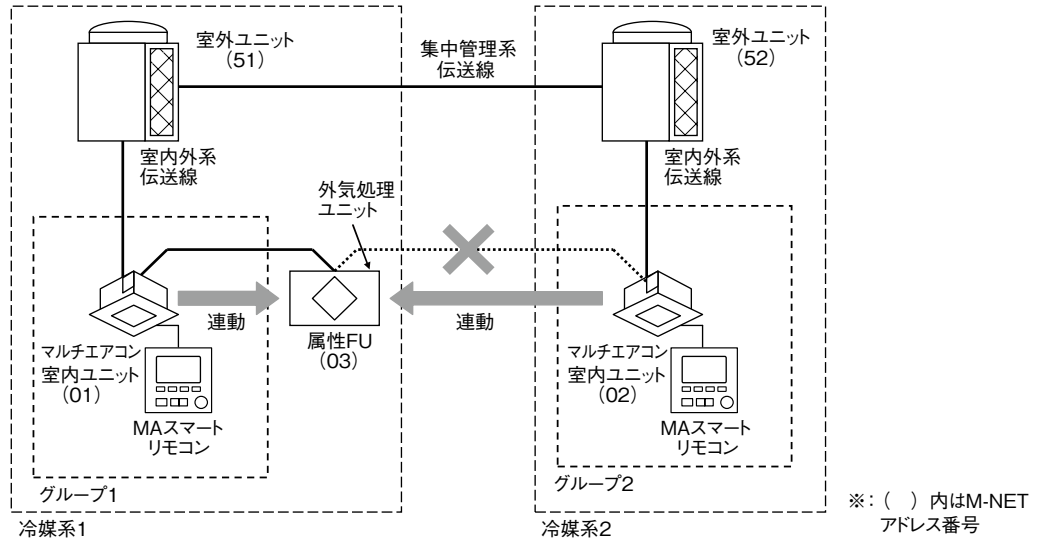 室外ユニット
(51)
集中管理系
伝送線
室外ユニット
(52)
室内外系
伝送線
室内外系
伝送線
外気処理
ユニット
連動
連動
属性FU
(03)
マルチエアコン
室内ユニット
(01)
マルチエアコン
室内ユニット
(02)
MAスマート
リモコン
MAスマート
リモコン
グループ1
グループ2
冷媒系1
冷媒系2
※：（　）内はM-NET
アドレス番号